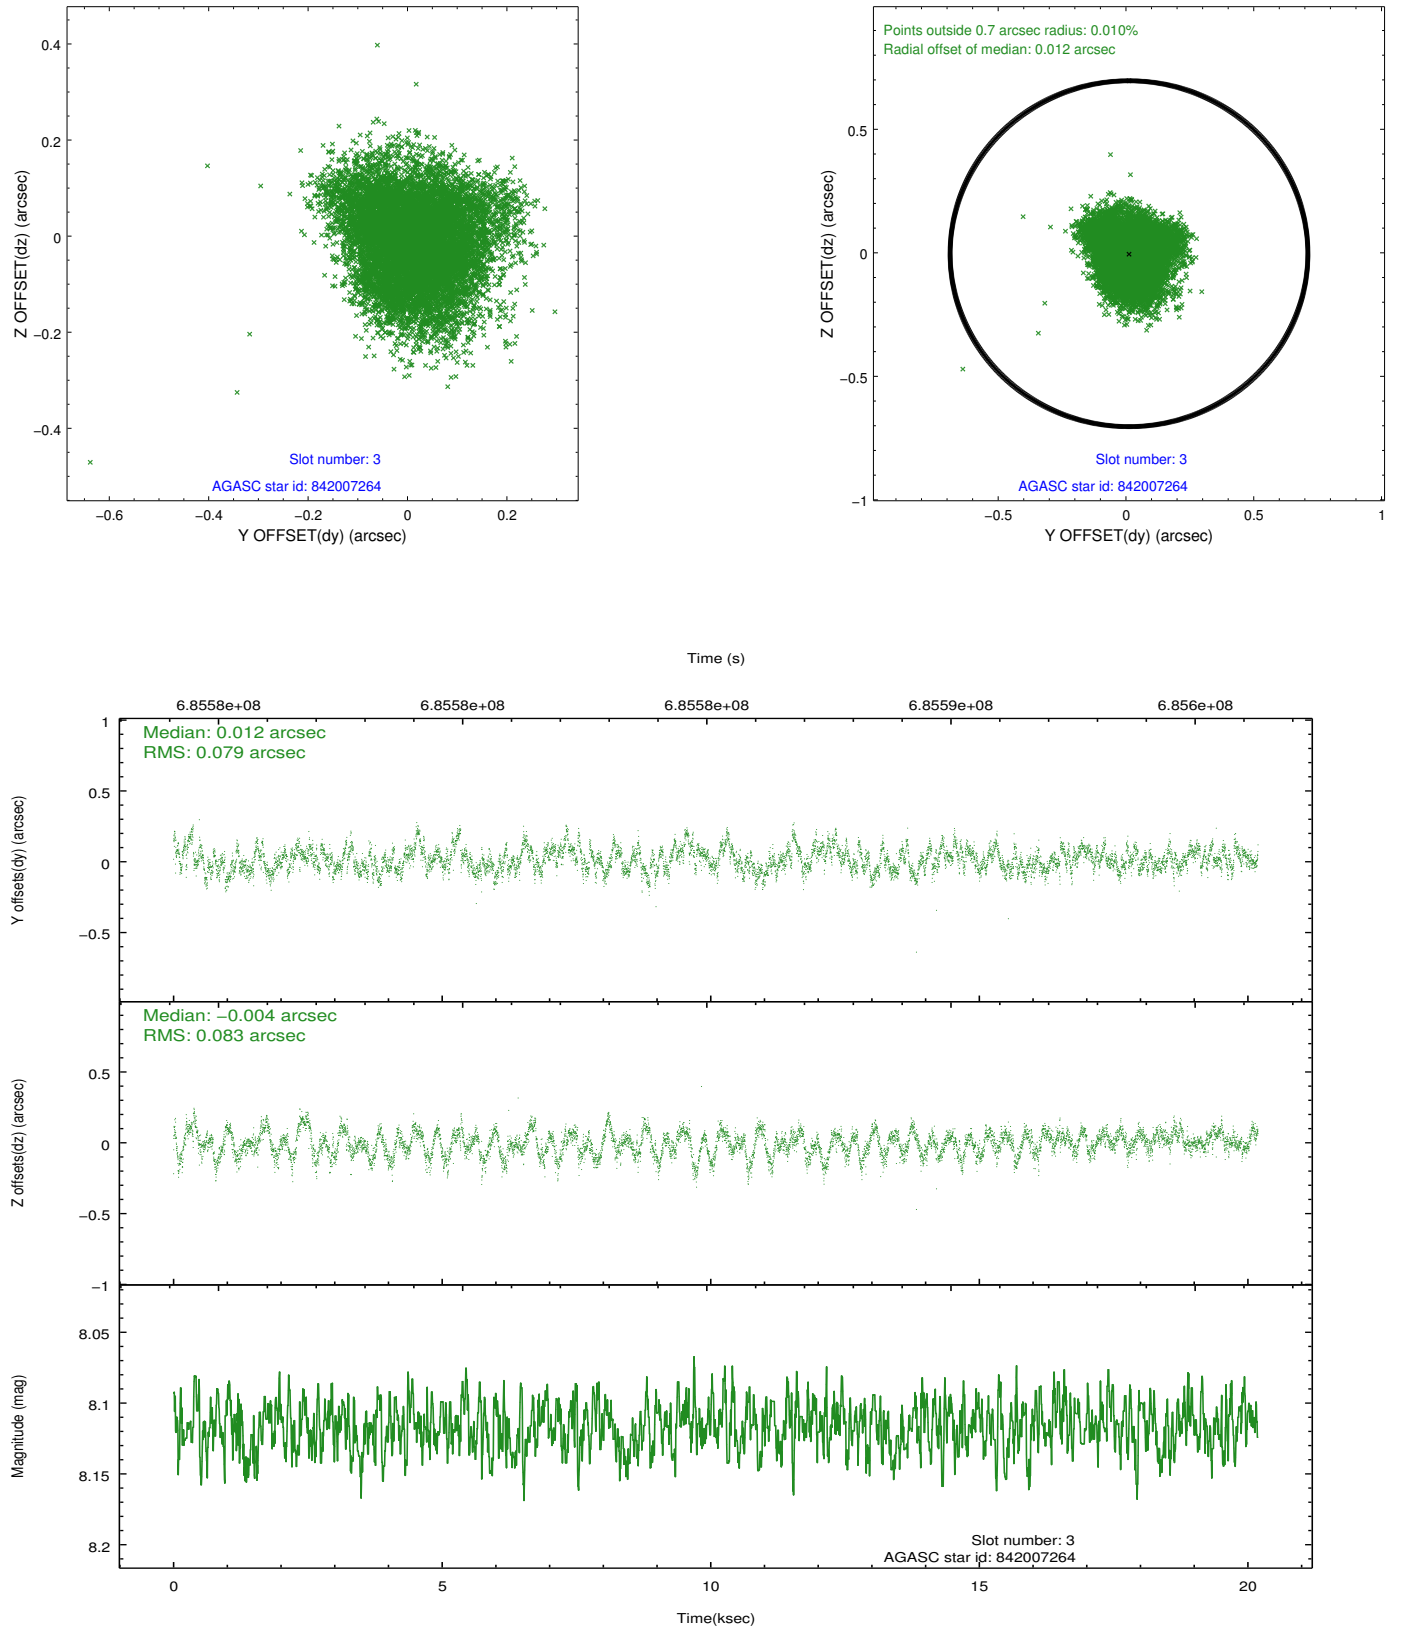 0.4
0.2
0
−0.2
−0.4
Z OFFSET(dz) (arcsec)
Slot number: 3
AGASC star id: 842007264
−0.6 −0.4 −0.2 0 0.2
Y OFFSET(dy) (arcsec)
Points outside 0.7 arcsec radius: 0.010%
Radial offset of median: 0.012 arcsec
0.5
0
−0.5
−1
Z OFFSET(dz) (arcsec)
Slot number: 3
AGASC star id: 842007264
−0.5 0 0.5 1
Y OFFSET(dy) (arcsec)
Time (s)
6.8558e+08 6.8558e+08 6.8558e+08 6.8559e+08 6.856e+08
Median: 0.012 arcsec
RMS: 0.079 arcsec
1
0.5
0
−0.5
Y offsets(dy) (arcsec)
Median: −0.004 arcsec
RMS: 0.083 arcsec
0.5
0
−0.5
−1
Z offsets(dz) (arcsec)
8.05
8.1
8.15
8.2
Magnitude (mag)
Slot number: 3
AGASC star id: 842007264
0 5 10 15 20
Time(ksec)